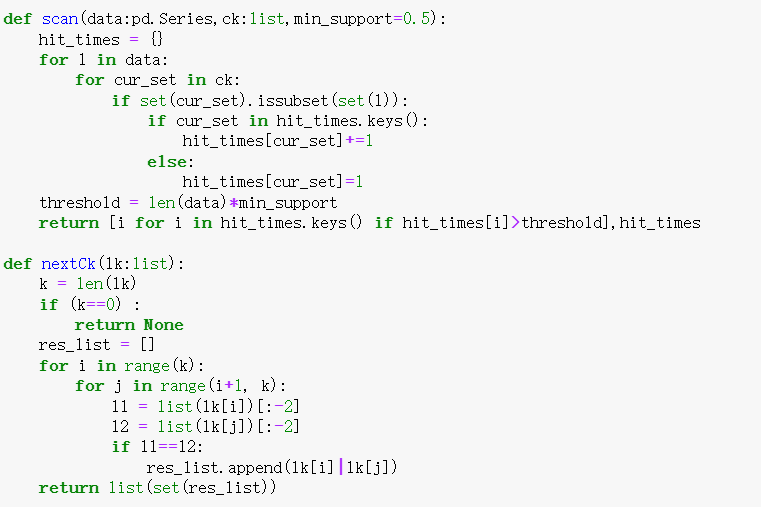 def scan(data:pd.Series,ck:list,min_support=0.5):
    hit_times = {}
    for l in data:
        for cur_set in ck:
            if set(cur_set).issubset(set(l)):
                if cur_set in hit_times.keys():
                    hit_times[cur_set]+=1
                else:
                    hit_times[cur_set]=1
    threshold = len(data)*min_support
    return [i for i in hit_times.keys() if hit_times[i]>threshold],hit_times

def nextCk(lk:list):
    k = len(lk)
    if (k==0) :
        return None
    res_list = []
    for i in range(k):
        for j in range(i+1, k):
            l1 = list(lk[i])[:-2]
            l2 = list(lk[j])[:-2]
            if l1==l2:
                res_list.append(lk[i]|lk[j])
    return list(set(res_list))